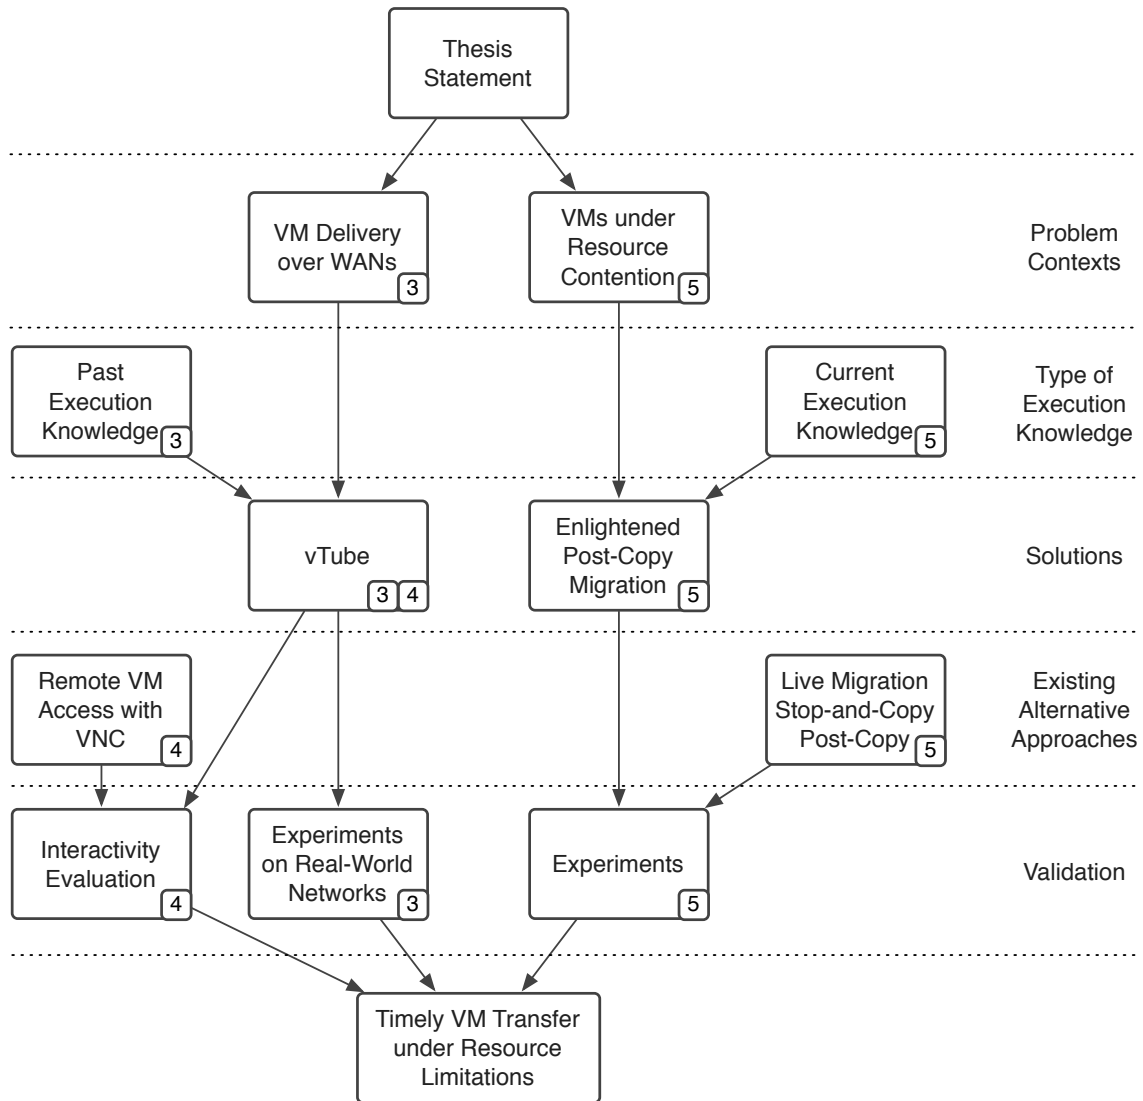 Thesis
Statement
VM Delivery
over WANs
3
VMs under
Resource
Contention
5
Problem
Contexts
Past
Execution
Knowledge
3
Current
Execution
Knowledge
5
Type of
Execution
Knowledge
vTube
3 4
Enlightened
Post-Copy
Migration
5
Solutions
Remote VM
Access with
VNC
4
Live Migration
Stop-and-Copy
Post-Copy
5
Existing
Alternative
Approaches
Interactivity
Evaluation
4
Experiments
on Real-World
Networks
3
Experiments
5
Validation
Timely VM Transfer
under Resource
Limitations